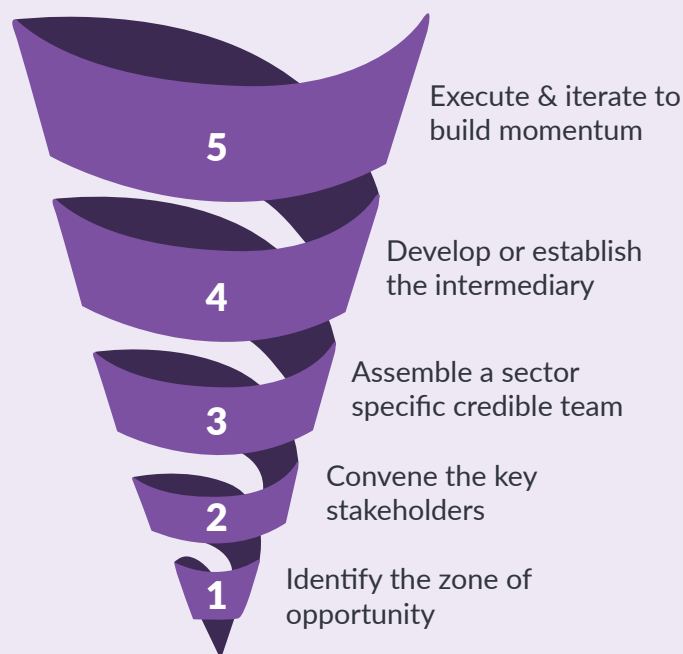 5
Execute & iterate to
build momentum
4
Develop or establish
the intermediary
3
Assemble a sector
specific credible team
2
Convene the key
stakeholders
1
Identify the zone of
opportunity